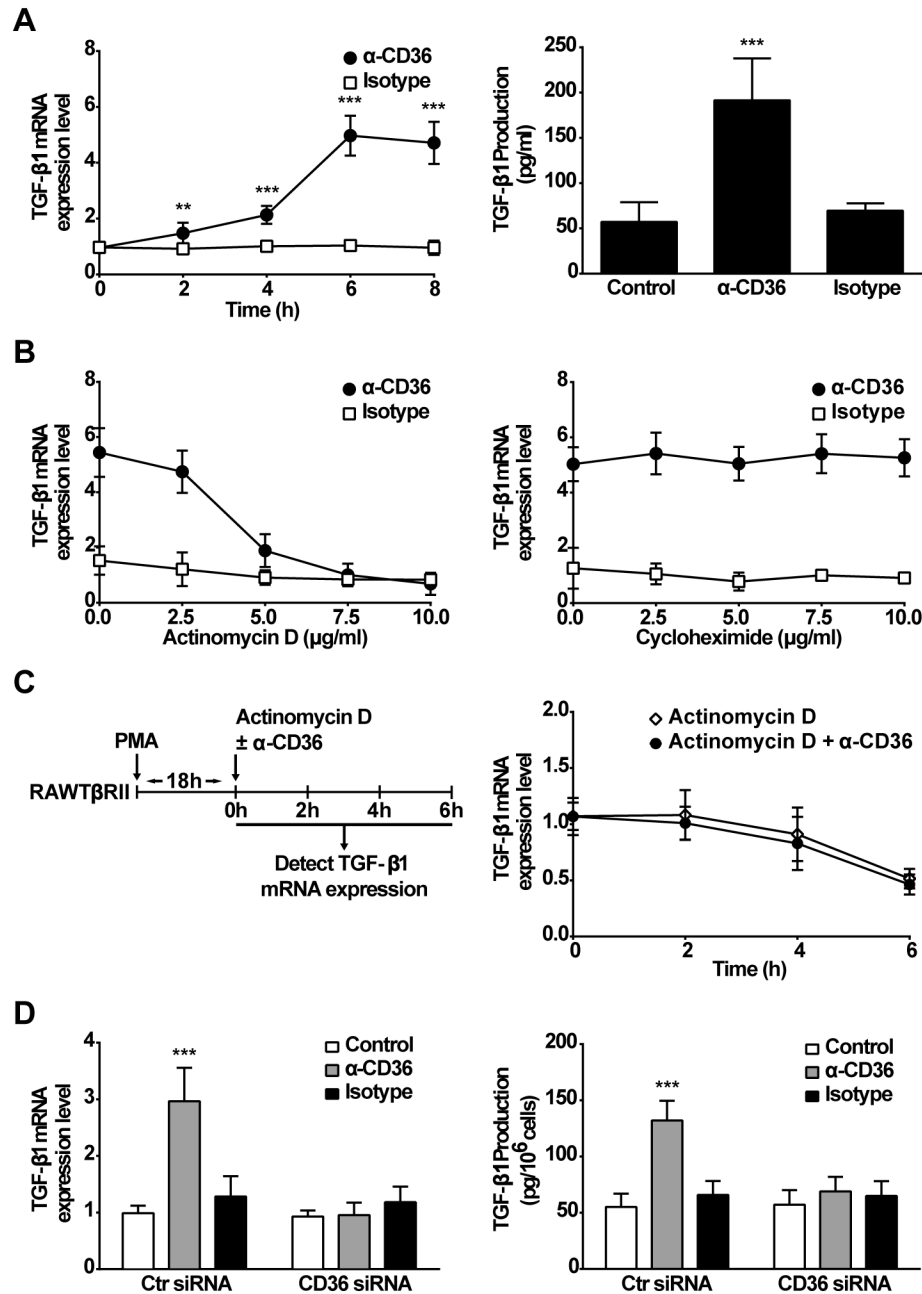 A
TGF-β1 mRNA
expression level
8
6
4
2
0
α-CD36
Isotype
**
***
***
***
0 2 4 6 8
Time (h)
TGF-β1 Production
(pg/ml)
250
200
150
100
50
0
***
Control α-CD36 Isotype
B
TGF-β1 mRNA
expression level
8
6
4
2
0
α-CD36
Isotype
0.0 2.5 5.0 7.5 10.0
Actinomycin D (μg/ml)
TGF-β1 mRNA
expression level
8
6
4
2
0
α-CD36
Isotype
0.0 2.5 5.0 7.5 10.0
Cycloheximide (μg/ml)
C
PMA
Actinomycin D
± α-CD36
RAWTβRII
18h
0h 2h 4h 6h
Detect TGF-β1
mRNA expression
TGF-β1 mRNA
expression level
2.0
1.5
1.0
0.5
0.0
Actinomycin D
Actinomycin D + α-CD36
0 2 4 6
Time (h)
D
TGF-β1 mRNA
expression level
4
3
2
1
0
***
Control
α-CD36
Isotype
Ctr siRNA CD36 siRNA
TGF-β1 Production
(pg/10⁶ cells)
200
150
100
50
0
***
Control
α-CD36
Isotype
Ctr siRNA CD36 siRNA